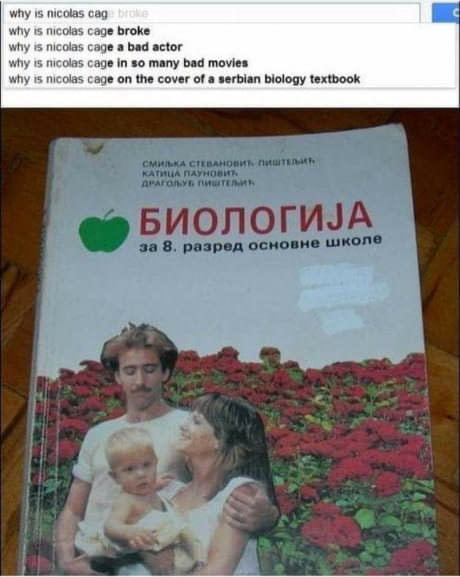 why is nicolas cag broke
why is nicolas cage broke
why is nicolas cage a bad actor
why is nicolas cage in so many bad movies
why is nicolas cage on the cover of a serbian biology textbook
СМИЉКА СТЕВАНОВИЋ ПИШТЕЉИЋ
КАТИЦА ПАУНОВИЋ
ДРАГОЉУБ ПИШТЕЉИЋ
БИОЛОГИЈА
за 8. разред основне школе